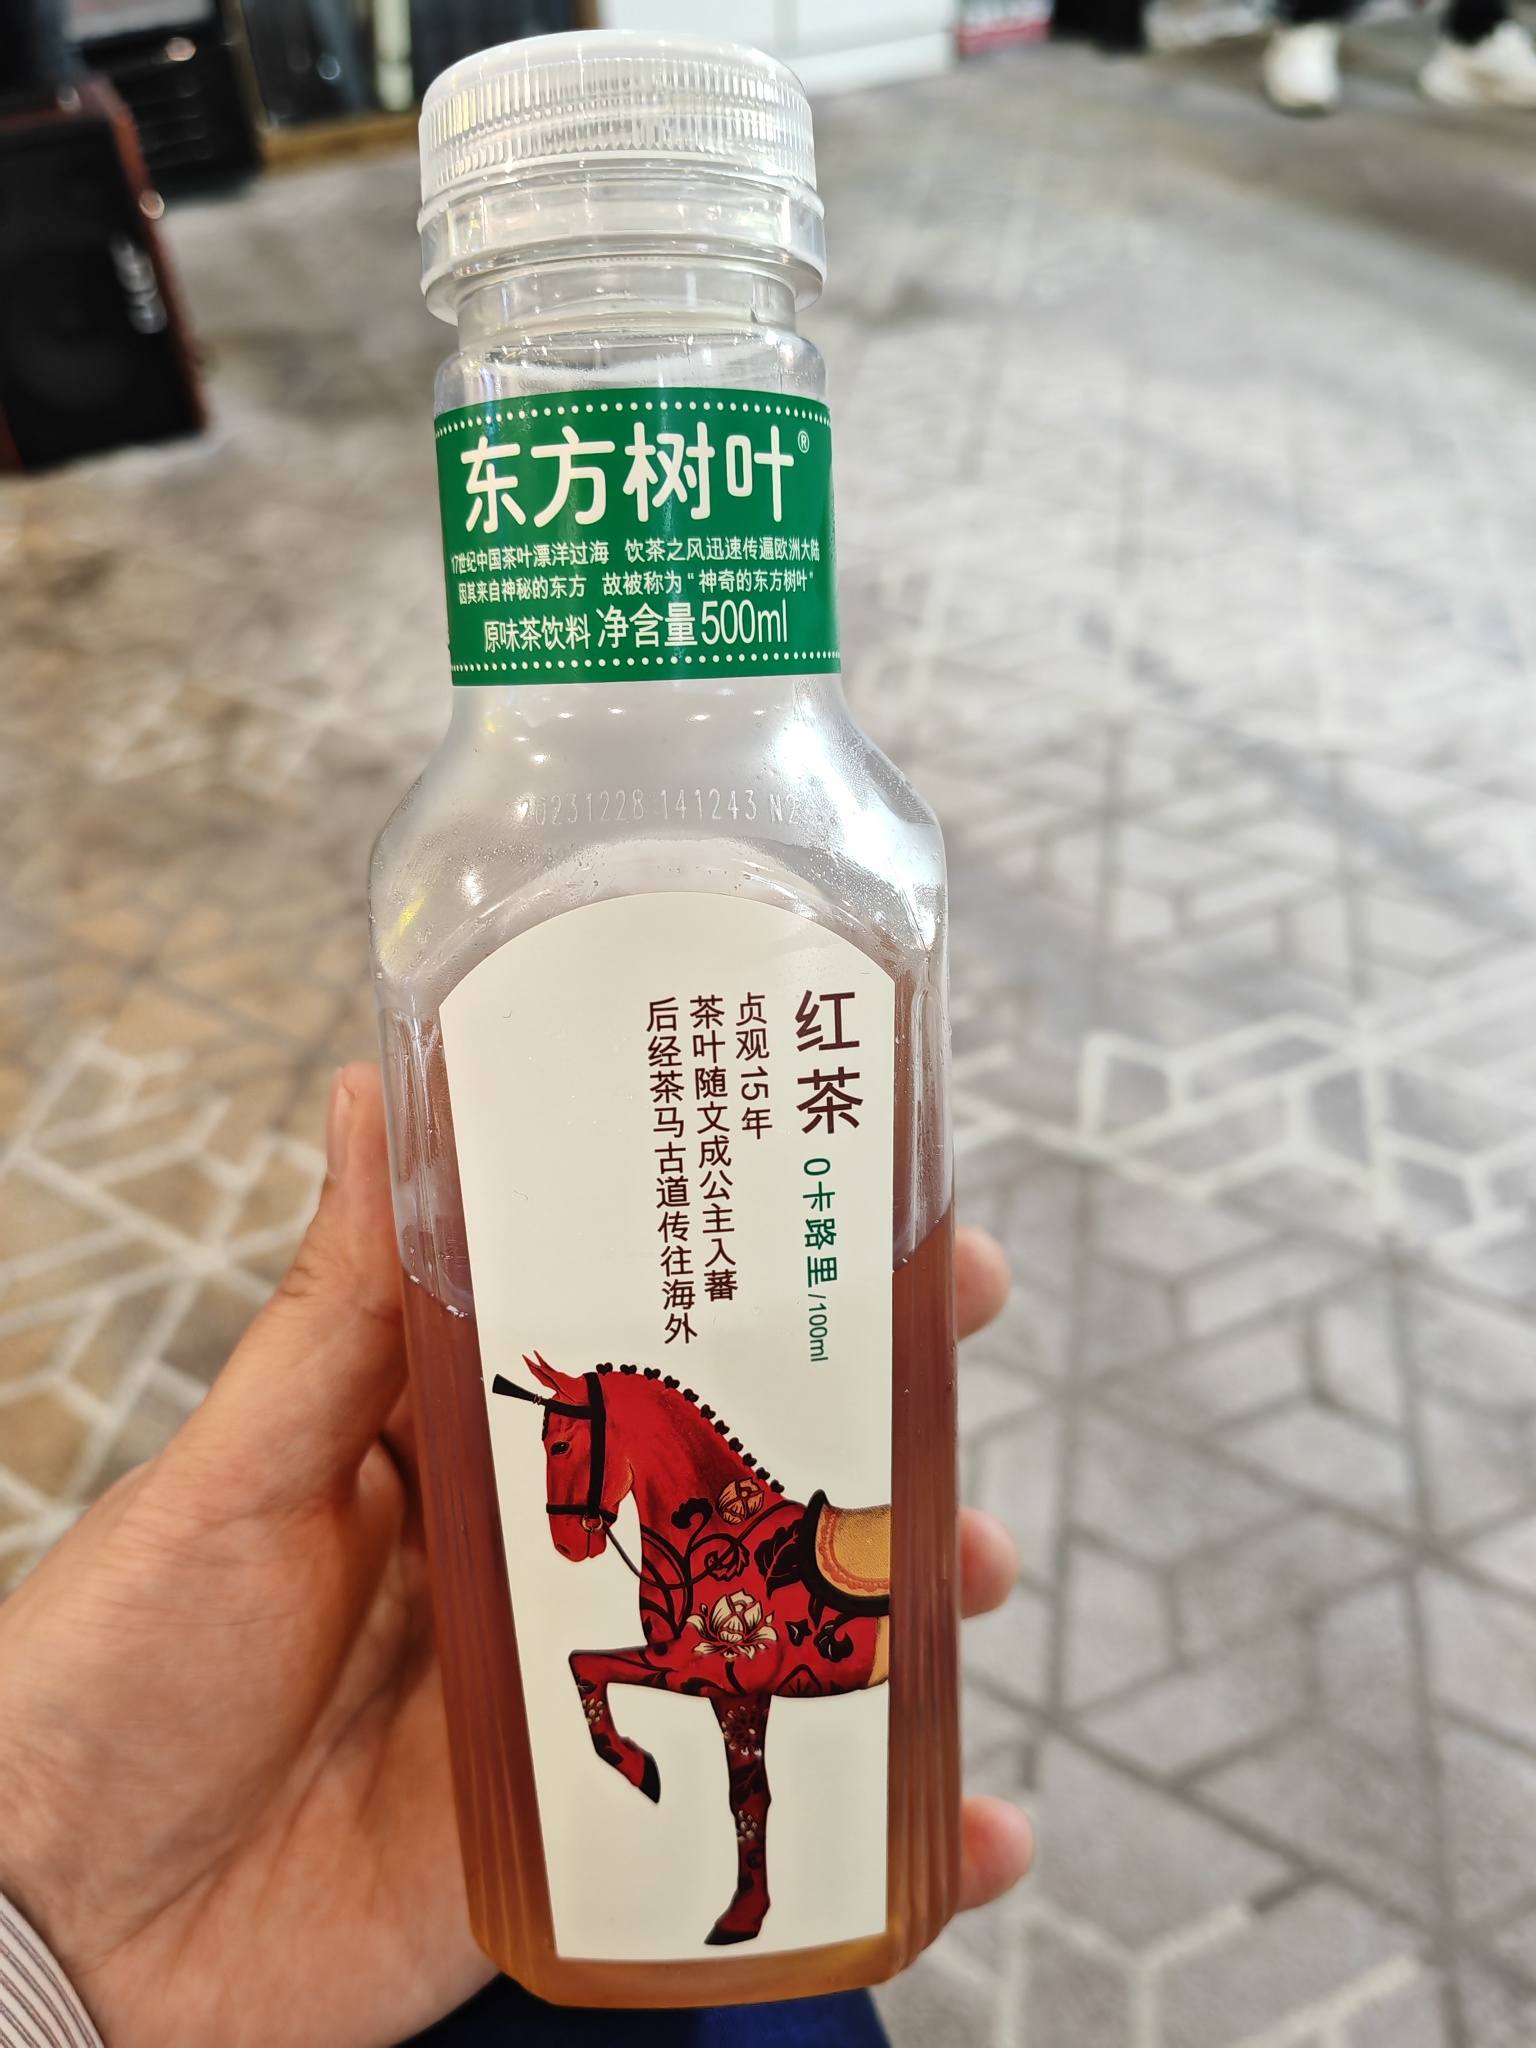 东方树叶®
17世纪中国茶叶漂洋过海 饮茶之风迅速传遍欧洲大陆
因其来自神秘的东方 故被称为“神奇的东方树叶”
原味茶饮料 净含量500ml
20231228 141243 N2
红茶 0卡路里/100ml
贞观15年
茶叶随文成公主入蕃
后经茶马古道传往海外